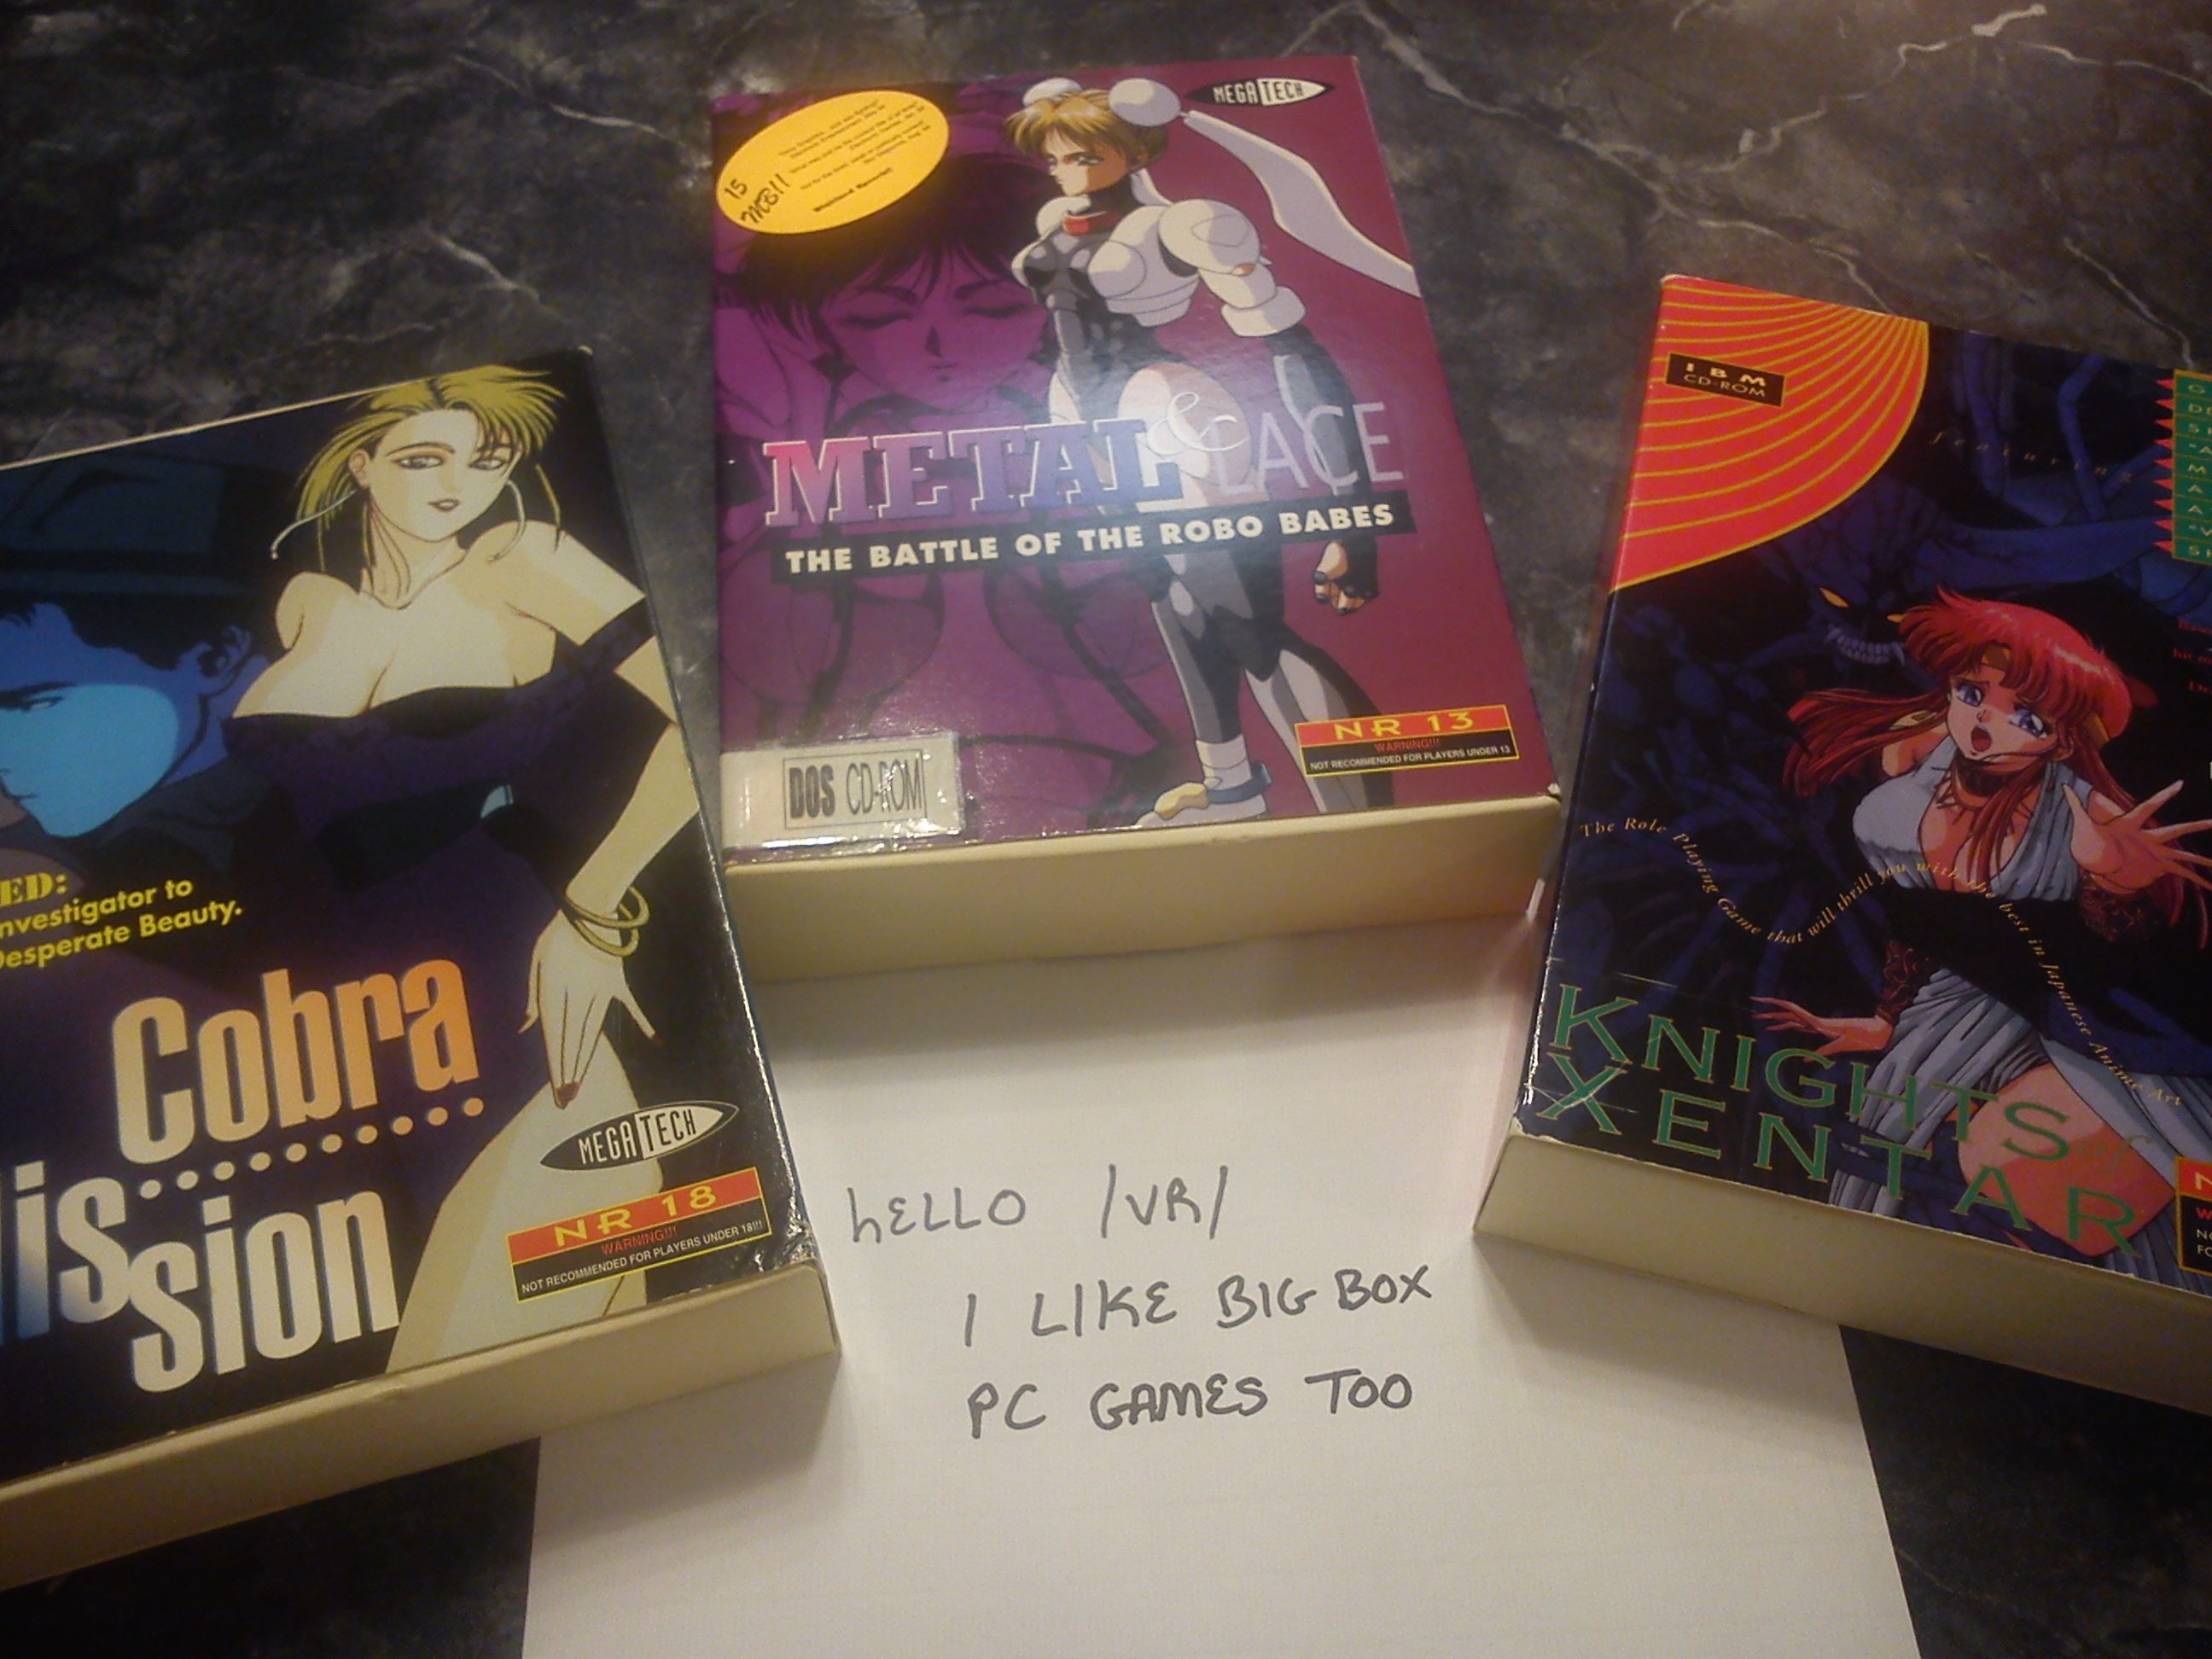 MEGATECH
15
MB!!
METAL & LACE
THE BATTLE OF THE ROBO BABES
NR 13
WARNING!!!
NOT RECOMMENDED FOR PLAYERS UNDER 13
DOS CD-ROM
ED:
nvestigator to
Desperate Beauty.
Cobra
Mission
MEGATECH
NR 18
WARNING!!!
NOT RECOMMENDED FOR PLAYERS UNDER 18!!!
IBM
CD-ROM
featuring
The Role Playing Game that will thrill you with the best in Japanese Anime Art
KNIGHTS of
XENTAR
HELLO /VR/
I LIKE BIG BOX
PC GAMES TOO